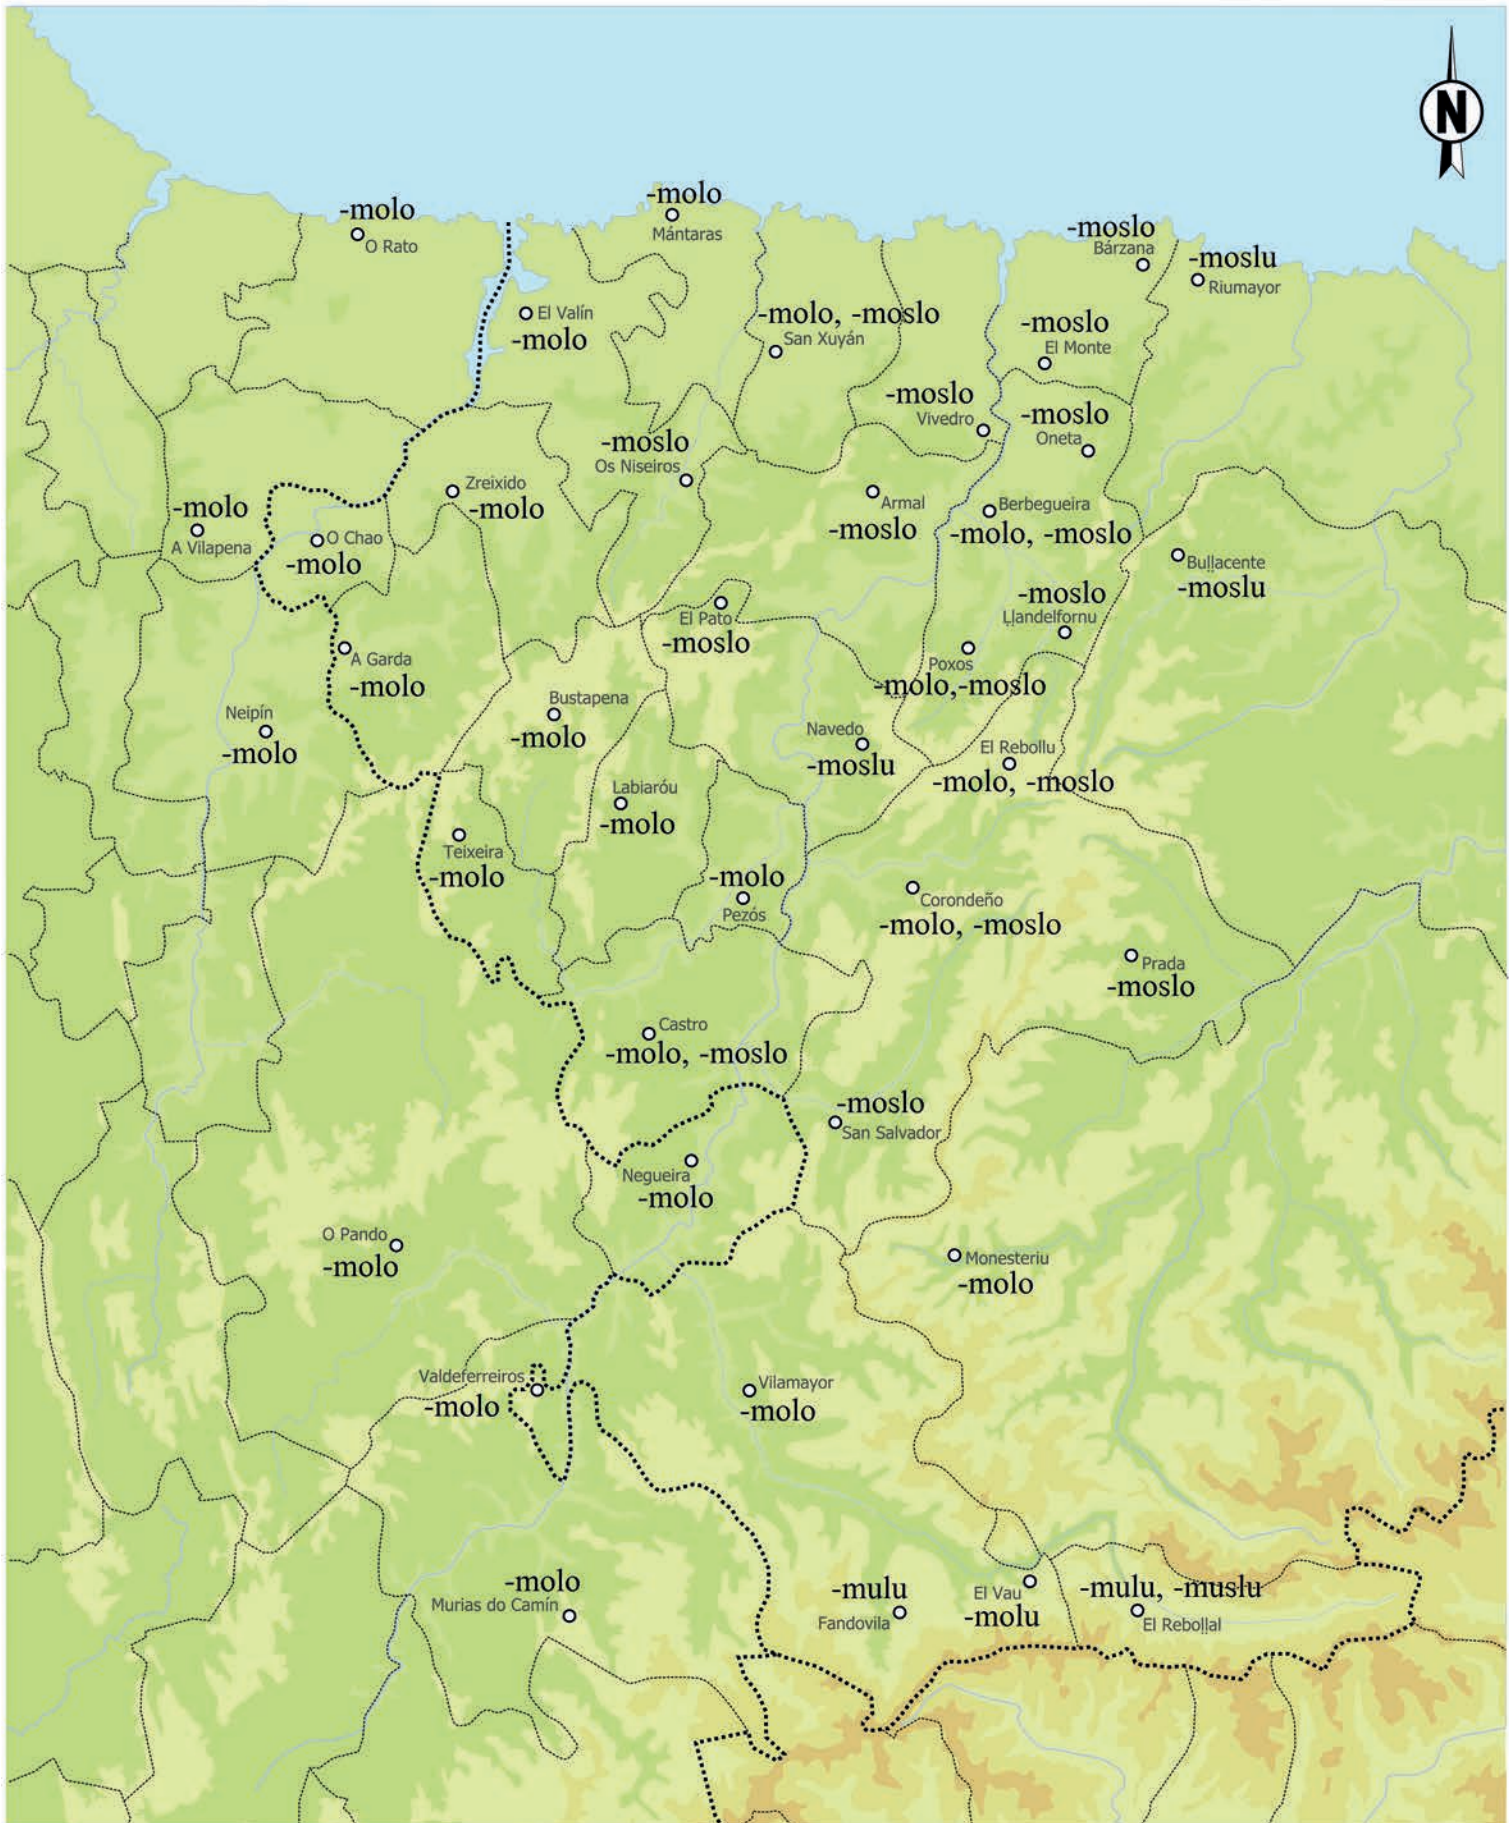 N
-molo
O Rato
-molo
Mántaras
-moslo
Bárzana
-moslu
Riumayor
El Valín
-molo
-molo, -moslo
San Xuyán
-moslo
El Monte
-moslo
Vivedro
-moslo
Oneta
-moslo
Os Niseiros
Zreixido
-molo
-molo
A Vilapena
O Chao
-molo
Armal
-moslo
Berbegueira
-molo, -moslo
Buḷḷacente
-moslu
-moslo
Ḷḷandelfornu
El Pato
-moslo
A Garda
-molo
Poxos
-molo,-moslo
Bustapena
-molo
Neipín
-molo
Navedo
-moslu
El Rebollu
-molo, -moslo
Labiaróu
-molo
Teixeira
-molo
-molo
Pezós
Corondeño
-molo, -moslo
Prada
-moslo
Castro
-molo, -moslo
-moslo
San Salvador
Negueira
-molo
O Pando
-molo
Monesteriu
-molo
Valdeferreiros
-molo
Vilamayor
-molo
-molo
Murias do Camín
-mulu
Fandovila
El Vau
-molu
-mulu, -muslu
El Reboḷḷal